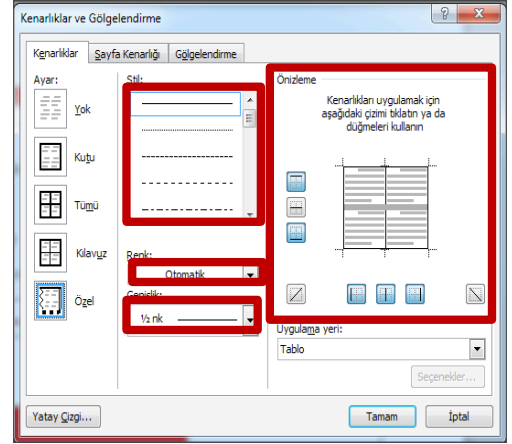 Kenarlıklar ve Gölgelendirme
Kenarlıklar Sayfa Kenarlığı Gölgelendirme
Ayar:
Yok
Kutu
Tümü
Kılavuz
Özel
Stil:
Renk:
Otomatik
Genişlik:
½ nk
Önizleme
Kenarlıkları uygulamak için
aşağıdaki çizimi tıklatın ya da
düğmeleri kullanın
Uygulama yeri:
Tablo
Seçenekler...
Yatay Çizgi...
Tamam
İptal